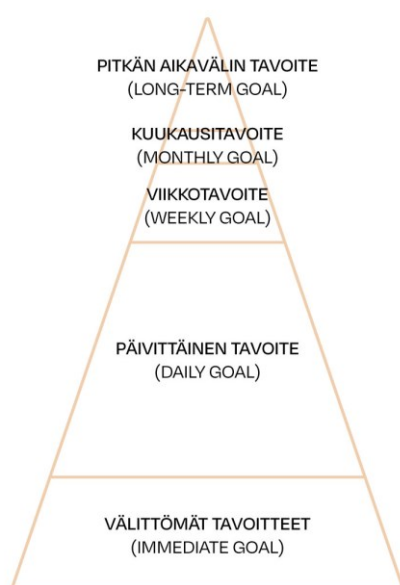 PITKÄN AIKAVÄLIN TAVOITE
(LONG-TERM GOAL)
KUUKAUSITAVOITE
(MONTHLY GOAL)
VIIKKOTAVOITE
(WEEKLY GOAL)
PÄIVITTÄINEN TAVOITE
(DAILY GOAL)
VÄLITTÖMÄT TAVOITTEET
(IMMEDIATE GOAL)